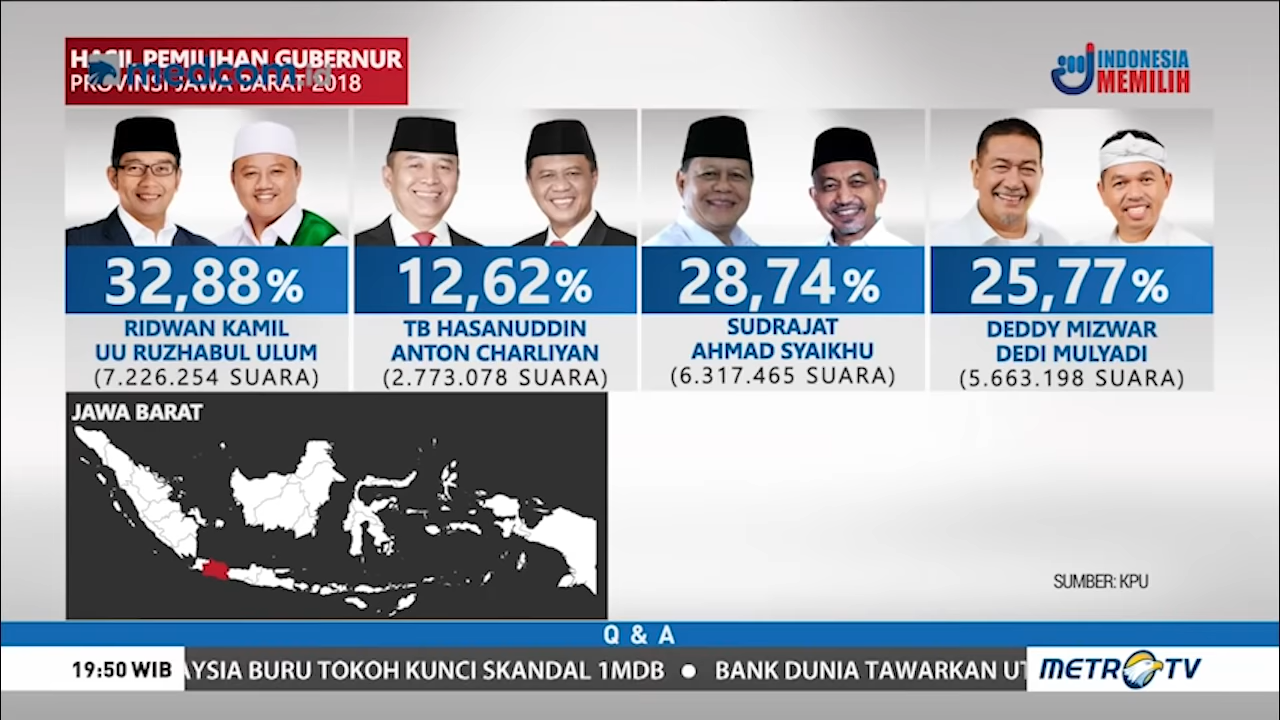 HASIL PEMILIHAN GUBERNUR
PROVINSI JAWA BARAT 2018
medcom.id
INDONESIA
MEMILIH
32,88%
RIDWAN KAMIL
UU RUZHABUL ULUM
(7.226.254 SUARA)
12,62%
TB HASANUDDIN
ANTON CHARLIYAN
(2.773.078 SUARA)
28,74%
SUDRAJAT
AHMAD SYAIKHU
(6.317.465 SUARA)
25,77%
DEDDY MIZWAR
DEDI MULYADI
(5.663.198 SUARA)
JAWA BARAT
SUMBER: KPU
Q & A
19:50 WIB
AYSIA BURU TOKOH KUNCI SKANDAL 1MDB ● BANK DUNIA TAWARKAN UT
METRO TV